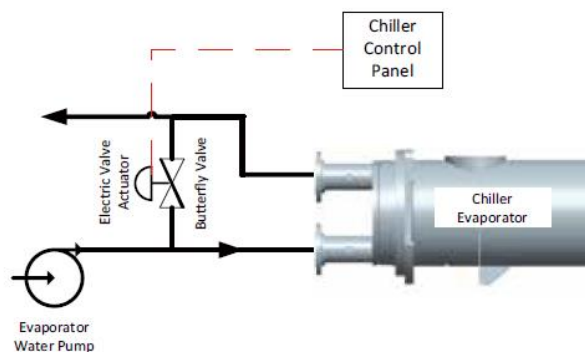 Chiller
Control
Panel
Electric Valve
Actuator
Butterfly Valve
Chiller
Evaporator
Evaporator
Water Pump